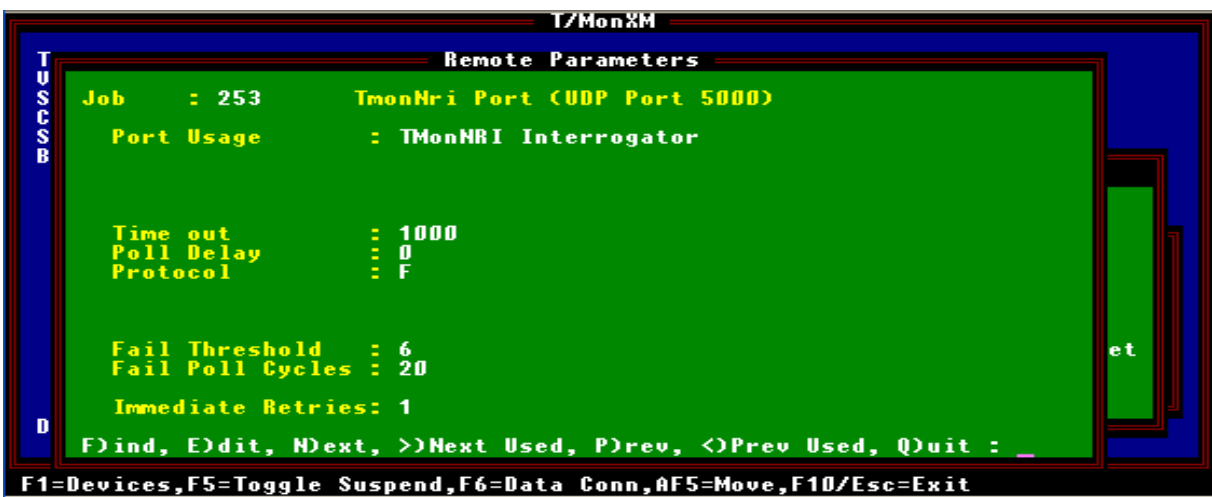 T/MonXM
Remote Parameters
T
V
S
C
S
B
Job : 253 TmonNri Port (UDP Port 5000)
Port Usage : TMonNRI Interrogator
Time out : 1000
Poll Delay : 0
Protocol : F
Fail Threshold : 6
et
Fail Poll Cycles : 20
Immediate Retries: 1
D
F)ind, E)dit, N)ext, >)Next Used, P)rev, <)Prev Used, Q)uit : _
F1=Devices,F5=Toggle Suspend,F6=Data Conn,AF5=Move,F10/Esc=Exit